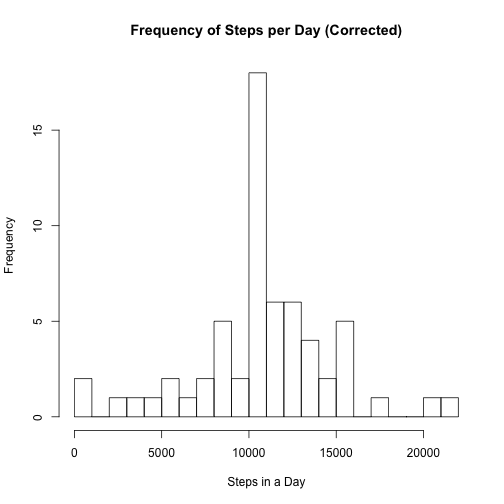 Frequency of Steps per Day (Corrected)
Frequency
15
10
5
0
0 5000 10000 15000 20000
Steps in a Day